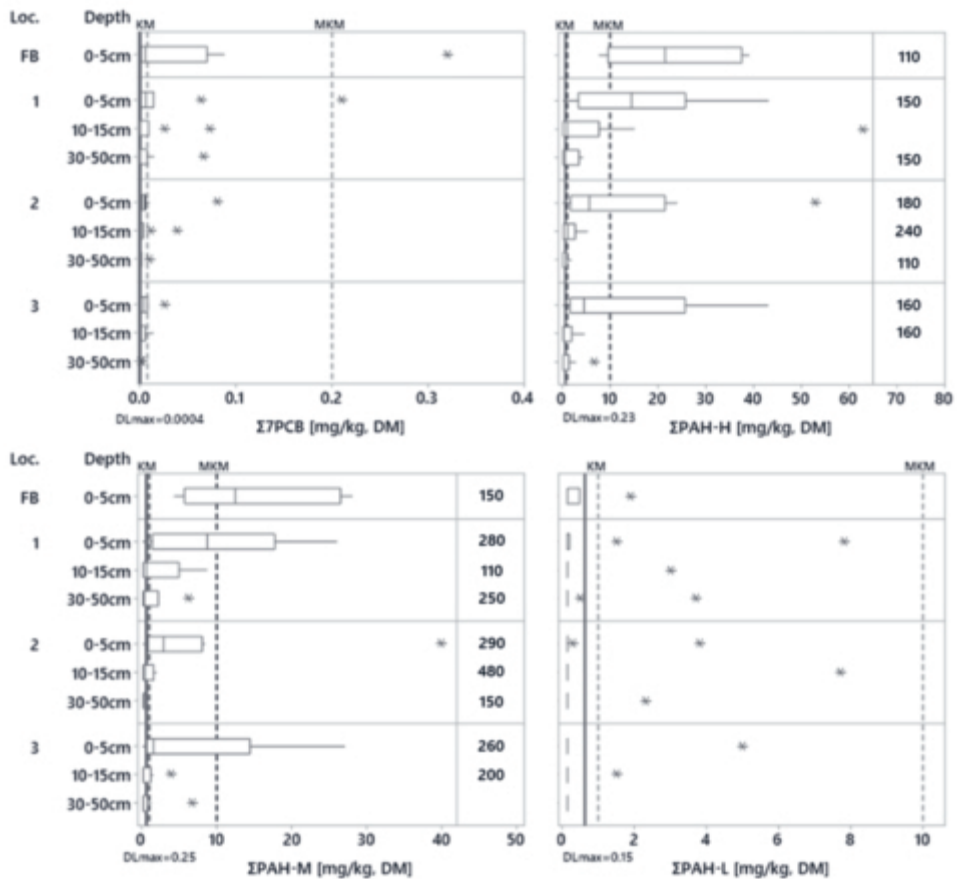 Loc. Depth KM MKM KM MKM
FB 0-5cm 110
1 0-5cm 150
10-15cm
30-50cm 150
2 0-5cm 180
10-15cm 240
30-50cm 110
3 0-5cm 160
10-15cm 160
30-50cm
0.0 0.1 0.2 0.3 0.4 0 10 20 30 40 50 60 70 80
DLmax=0.0004 Σ7PCB [mg/kg, DM] DLmax=0.23 ΣPAH-H [mg/kg, DM]
Loc. Depth KM MKM KM MKM
FB 0-5cm 150
1 0-5cm 280
10-15cm 110
30-50cm 250
2 0-5cm 290
10-15cm 480
30-50cm 150
3 0-5cm 260
10-15cm 200
30-50cm
0 10 20 30 40 50 0 2 4 6 8 10
DLmax=0.25 ΣPAH-M [mg/kg, DM] DLmax=0.15 ΣPAH-L [mg/kg, DM]